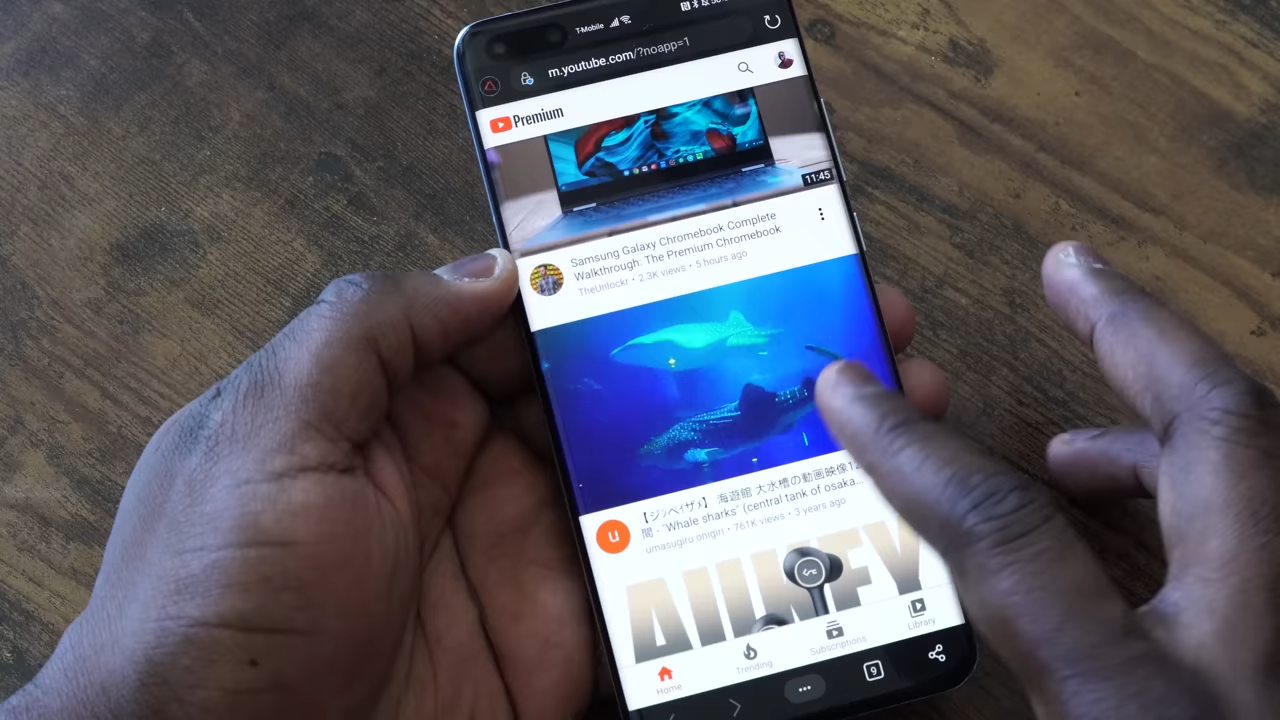 T-Mobile
m.youtube.com/?noapp=1
Premium
11:45
Samsung Galaxy Chromebook Complete
Walkthrough: The Premium Chromebook
TheUnlockr • 2.3K views • 5 hours ago
u
【ジンベイザメ】 海遊館 大水槽の動画映像12
間 - "Whale sharks" (central tank of osaka...
umasugiru onigiri • 761K views • 3 years ago
Home
Trending
Subscriptions
Library
9